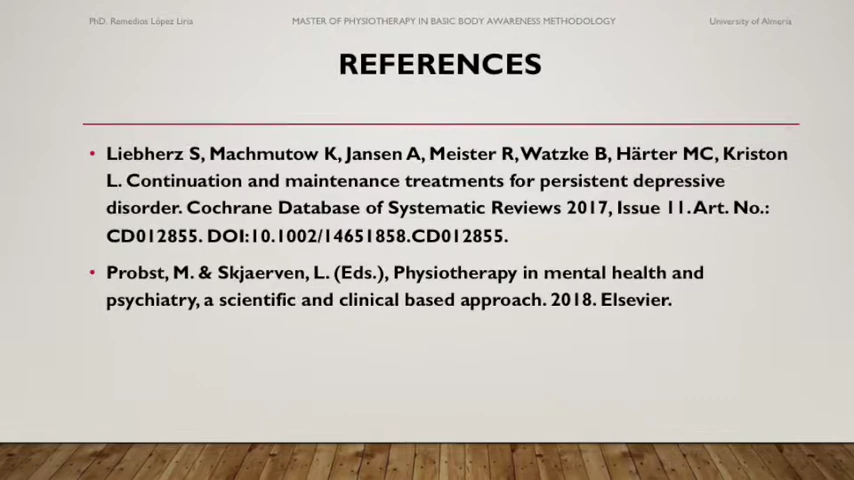 PhD. Remedios López Liria
MASTER OF PHYSIOTHERAPY IN BASIC BODY AWARENESS METHODOLOGY
University of Almeria
REFERENCES
• Liebherz S, Machmutow K, Jansen A, Meister R, Watzke B, Härter MC, Kriston
L. Continuation and maintenance treatments for persistent depressive
disorder. Cochrane Database of Systematic Reviews 2017, Issue 11. Art. No.:
CD012855. DOI:10.1002/14651858.CD012855.
• Probst, M. & Skjaerven, L. (Eds.), Physiotherapy in mental health and
psychiatry, a scientific and clinical based approach. 2018. Elsevier.